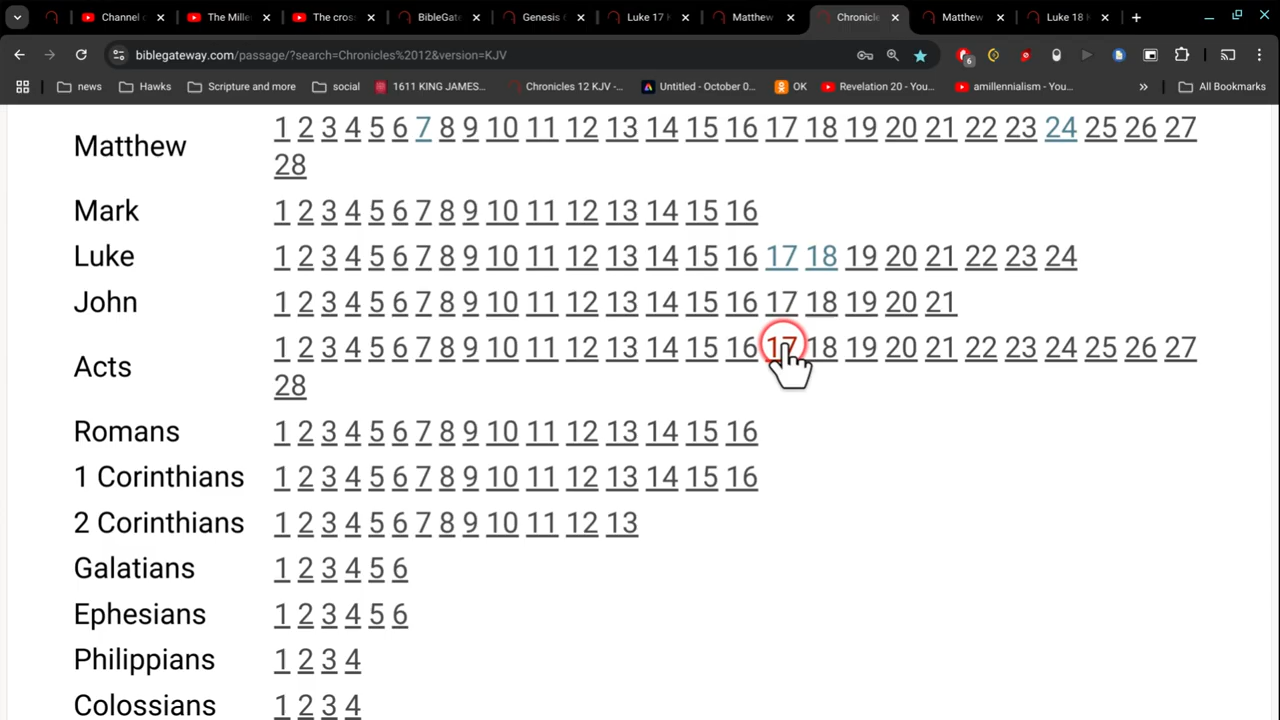 Channel
The Mille
The cros
BibleGat
Genesis
Luke 17
Matthew
Chronicle
Matthew
Luke 18
biblegateway.com/passage/?search=Chronicles%2012&version=KJV
6
news
Hawks
Scripture and more
social
1611 KING JAMES...
Chronicles 12 KJV -...
Untitled - October 0...
OK
Revelation 20 - You...
amillennialism - You...
»
All Bookmarks
Matthew
1 2 3 4 5 6 7 8 9 10 11 12 13 14 15 16 17 18 19 20 21 22 23 24 25 26 27
28
Mark
1 2 3 4 5 6 7 8 9 10 11 12 13 14 15 16
Luke
1 2 3 4 5 6 7 8 9 10 11 12 13 14 15 16 17 18 19 20 21 22 23 24
John
1 2 3 4 5 6 7 8 9 10 11 12 13 14 15 16 17 18 19 20 21
Acts
1 2 3 4 5 6 7 8 9 10 11 12 13 14 15 16 17 18 19 20 21 22 23 24 25 26 27
28
Romans
1 2 3 4 5 6 7 8 9 10 11 12 13 14 15 16
1 Corinthians
1 2 3 4 5 6 7 8 9 10 11 12 13 14 15 16
2 Corinthians
1 2 3 4 5 6 7 8 9 10 11 12 13
Galatians
1 2 3 4 5 6
Ephesians
1 2 3 4 5 6
Philippians
1 2 3 4
Colossians
1 2 3 4